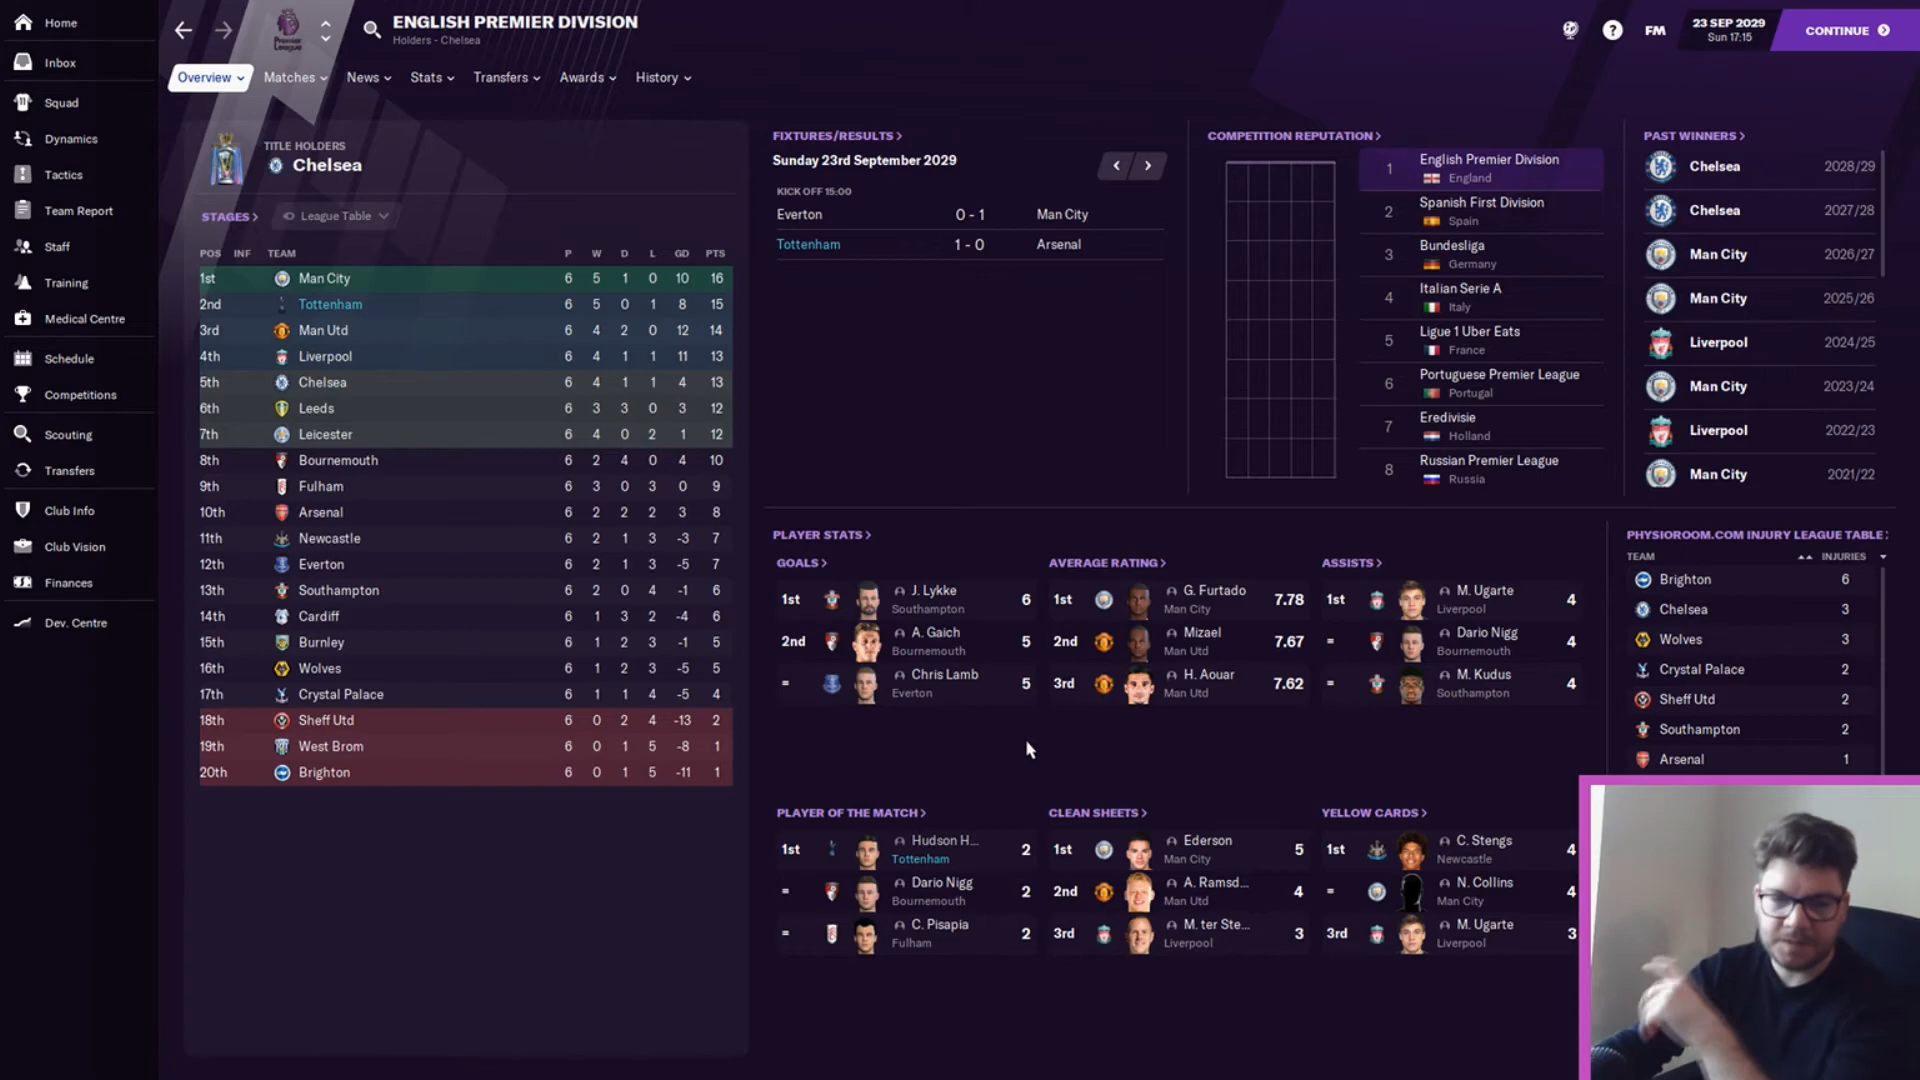 Home
Inbox
Squad
Dynamics
Tactics
Team Report
Staff
Training
Medical Centre
Schedule
Competitions
Scouting
Transfers
Club Info
Club Vision
Finances
Dev. Centre
Premier League
ENGLISH PREMIER DIVISION
Holders - Chelsea
? FM
23 SEP 2029
Sun 17:15
CONTINUE
Overview Matches News Stats Transfers Awards History
TITLE HOLDERS
Chelsea
STAGES > League Table
POS INF TEAM P W D L GD PTS
1st Man City 6 5 1 0 10 16
2nd Tottenham 6 5 0 1 8 15
3rd Man Utd 6 4 2 0 12 14
4th Liverpool 6 4 1 1 11 13
5th Chelsea 6 4 1 1 4 13
6th Leeds 6 3 3 0 3 12
7th Leicester 6 4 0 2 1 12
8th Bournemouth 6 2 4 0 4 10
9th Fulham 6 3 0 3 0 9
10th Arsenal 6 2 2 2 3 8
11th Newcastle 6 2 1 3 -3 7
12th Everton 6 2 1 3 -5 7
13th Southampton 6 2 0 4 -1 6
14th Cardiff 6 1 3 2 -4 6
15th Burnley 6 1 2 3 -1 5
16th Wolves 6 1 2 3 -5 5
17th Crystal Palace 6 1 1 4 -5 4
18th Sheff Utd 6 0 2 4 -13 2
19th West Brom 6 0 1 5 -8 1
20th Brighton 6 0 1 5 -11 1
FIXTURES/RESULTS >
Sunday 23rd September 2029
KICK OFF 15:00
Everton 0 - 1 Man City
Tottenham 1 - 0 Arsenal
COMPETITION REPUTATION >
1 English Premier Division
England
2 Spanish First Division
Spain
3 Bundesliga
Germany
4 Italian Serie A
Italy
5 Ligue 1 Uber Eats
France
6 Portuguese Premier League
Portugal
7 Eredivisie
Holland
8 Russian Premier League
Russia
PAST WINNERS >
Chelsea 2028/29
Chelsea 2027/28
Man City 2026/27
Man City 2025/26
Liverpool 2024/25
Man City 2023/24
Liverpool 2022/23
Man City 2021/22
PLAYER STATS >
GOALS >
1st J. Lykke 6
Southampton
2nd A. Gaich 5
Bournemouth
= Chris Lamb 5
Everton
AVERAGE RATING >
1st G. Furtado 7.78
Man City
2nd Mizael 7.67
Man Utd
3rd H. Aouar 7.62
Man Utd
ASSISTS >
1st M. Ugarte 4
Liverpool
= Dario Nigg 4
Bournemouth
= M. Kudus 4
Southampton
PHYSIOROOM.COM INJURY LEAGUE TABLE
TEAM INJURIES
Brighton 6
Chelsea 3
Wolves 3
Crystal Palace 2
Sheff Utd 2
Southampton 2
Arsenal 1
PLAYER OF THE MATCH >
1st Hudson H... 2
Tottenham
= Dario Nigg 2
Bournemouth
= C. Pisapia 2
Fulham
CLEAN SHEETS >
1st Ederson 5
Man City
2nd A. Ramsd... 4
Man Utd
3rd M. ter Ste... 3
Liverpool
YELLOW CARDS >
1st C. Stengs 4
Newcastle
= N. Collins 4
Man City
3rd M. Ugarte 3
Liverpool